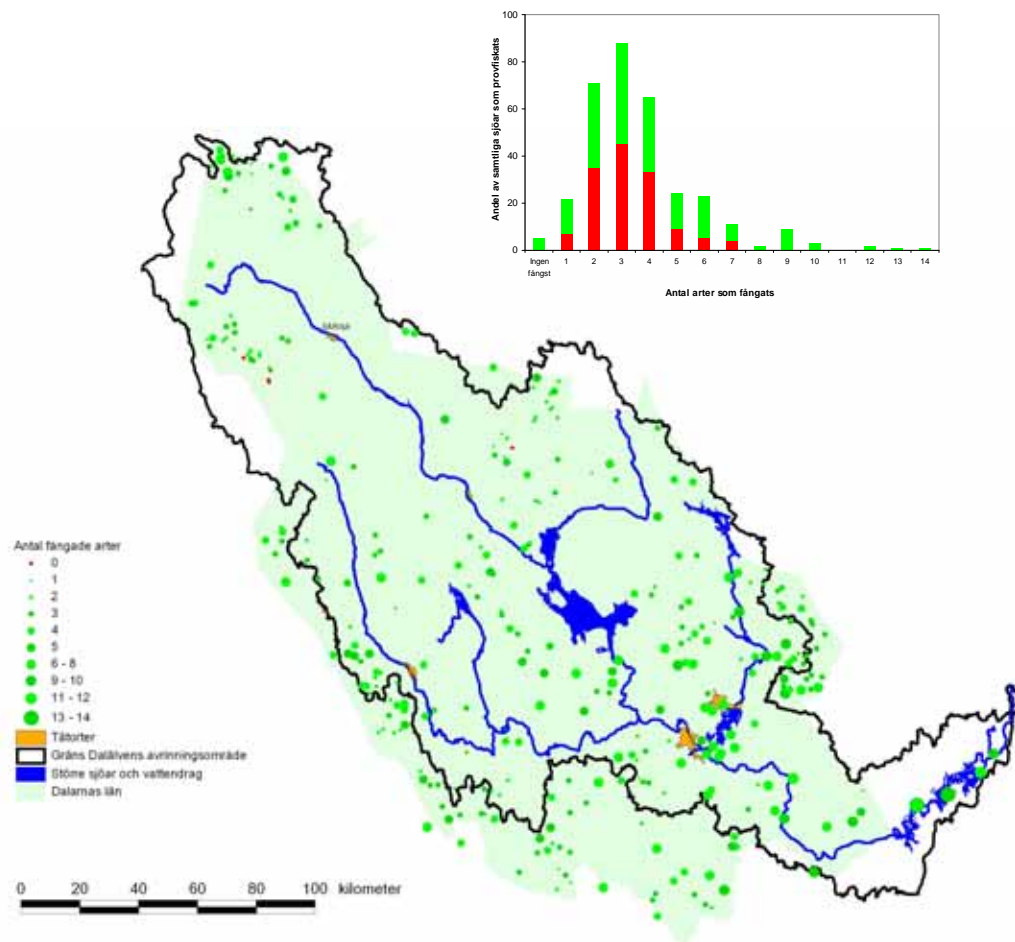 100
80
60
40
20
0
Andel av samtliga sjöar som provfiskats
Ingen fångst 1 2 3 4 5 6 7 8 9 10 11 12 13 14
Antal arter som fångats
Antal fångade arter
0
1
2
3
4
5
6 - 8
9 - 10
11 - 12
13 - 14
Tätorter
Gräns Dalälvens avrinningsområde
Större sjöar och vattendrag
Dalarnas län
0 20 40 60 80 100 kilometer